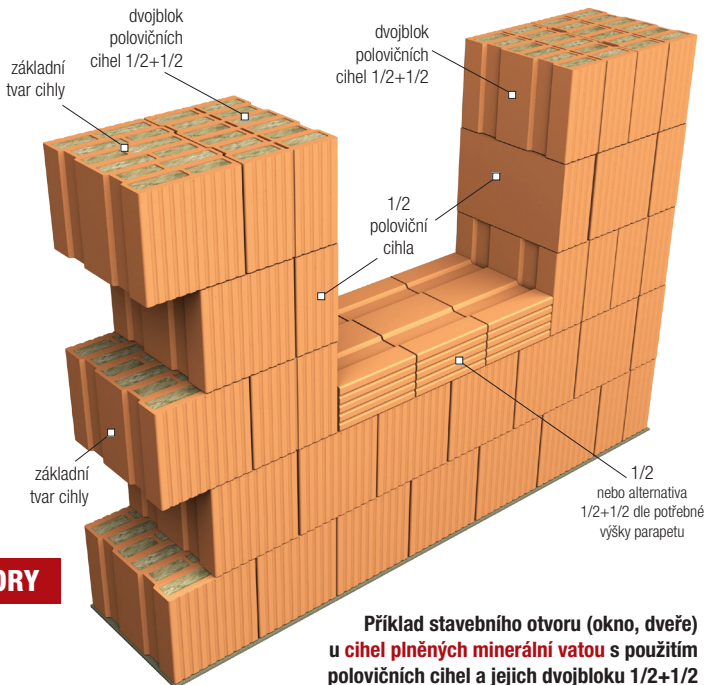 dvojblok
polovičních
cihel 1/2+1/2
základní
tvar cihly
dvojblok
polovičních
cihel 1/2+1/2
1/2
poloviční
cihla
základní
tvar cihly
1/2
nebo alternativa
1/2+1/2 dle potřebné
výšky parapetu
ORY
Příklad stavebního otvoru (okno, dveře)
u cihel plněných minerální vatou s použitím
polovičních cihel a jejich dvojbloku 1/2+1/2